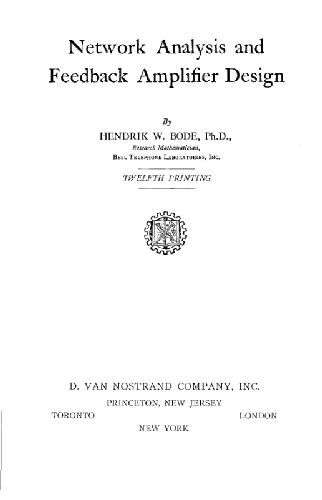 Network Analysis and
Feedback Amplifier Design
By
HENDRIK W. BODE, Ph.D.,
Research Mathematician,
BELL TELEPHONE LABORATORIES, INC.
TWELFTH PRINTING
D. VAN NOSTRAND COMPANY, INC.
PRINCETON, NEW JERSEY
TORONTO LONDON
NEW YORK